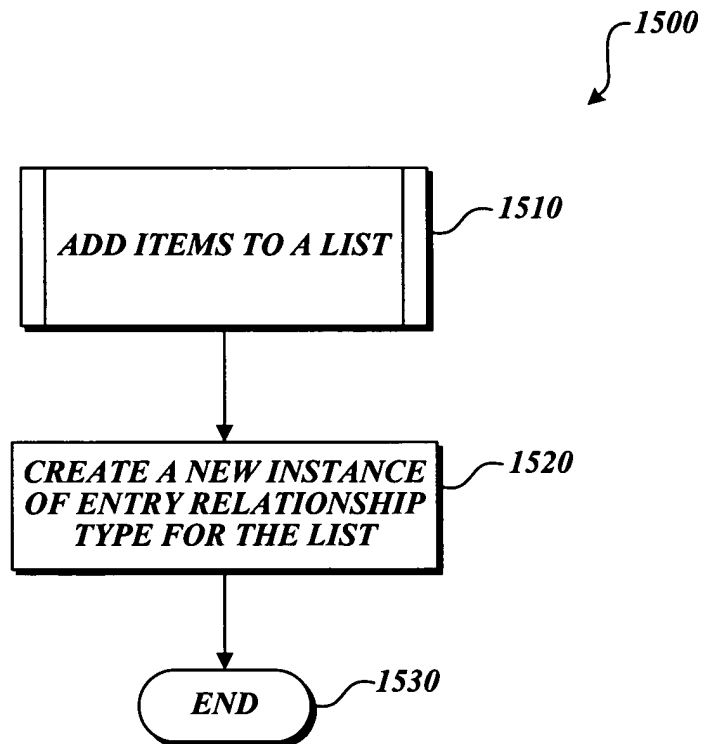 1500
ADD ITEMS TO A LIST
1510
CREATE A NEW INSTANCE
OF ENTRY RELATIONSHIP
TYPE FOR THE LIST
1520
END
1530